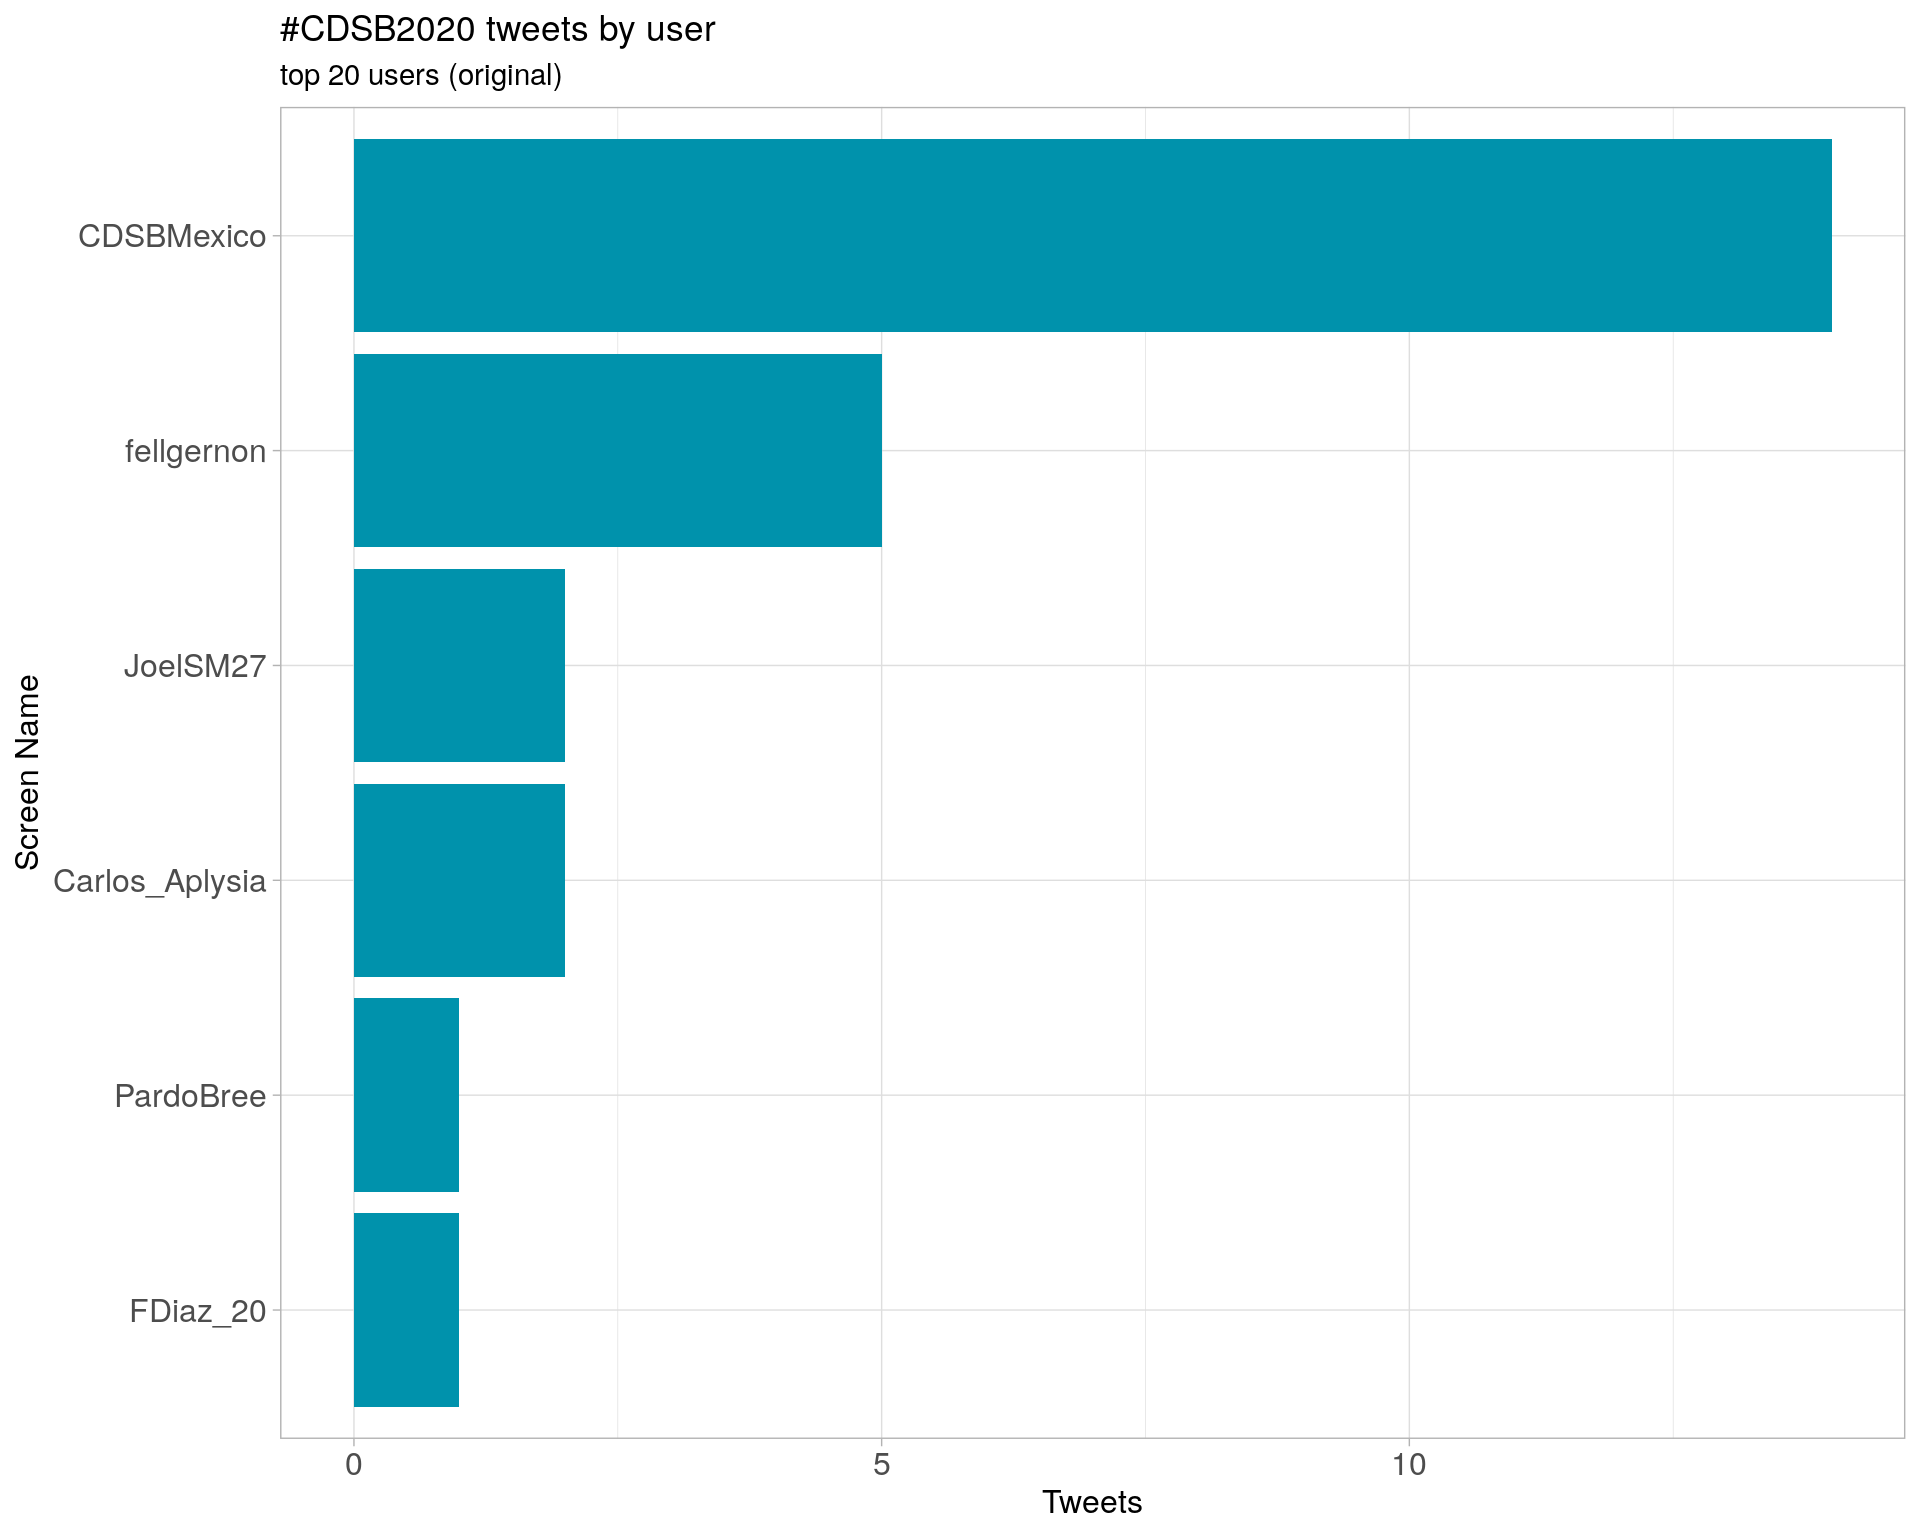 #CDSB2020 tweets by user
top 20 users (original)
Screen Name
CDSBMexico
fellgernon
JoelSM27
Carlos_Aplysia
PardoBree
FDiaz_20
0 5 10
Tweets